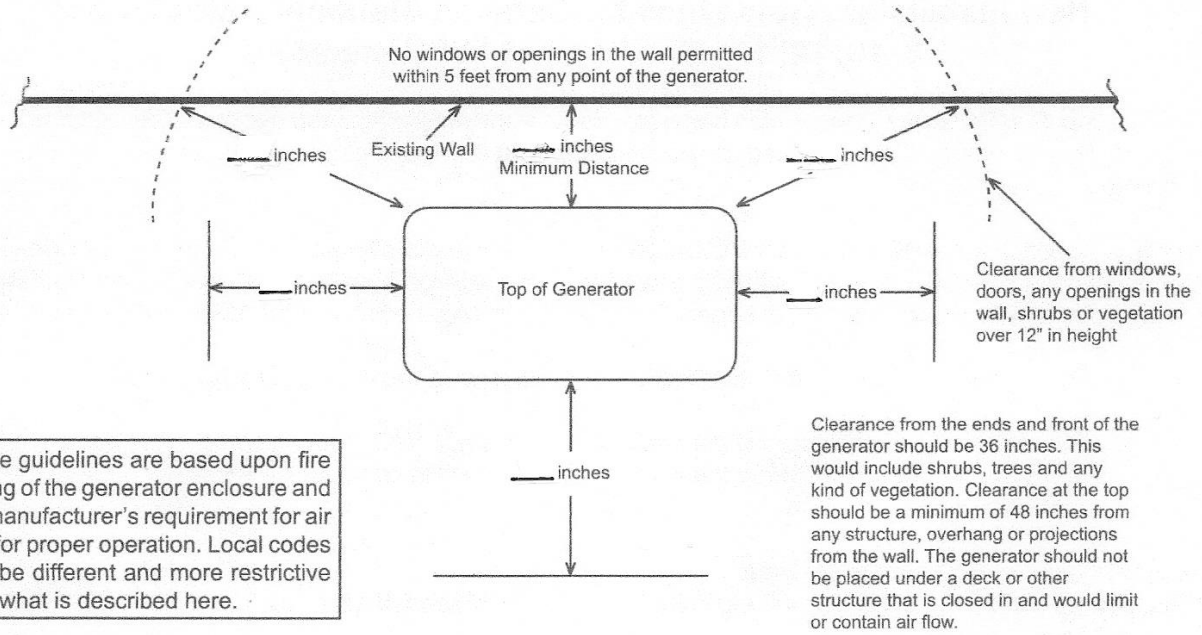 No windows or openings in the wall permitted
within 5 feet from any point of the generator.
inches
Existing Wall
inches
Minimum Distance
inches
inches
Top of Generator
inches
Clearance from windows,
doors, any openings in the
wall, shrubs or vegetation
over 12" in height
inches
e guidelines are based upon fire
g of the generator enclosure and
manufacturer's requirement for air
for proper operation. Local codes
be different and more restrictive
what is described here.
Clearance from the ends and front of the
generator should be 36 inches. This
would include shrubs, trees and any
kind of vegetation. Clearance at the top
should be a minimum of 48 inches from
any structure, overhang or projections
from the wall. The generator should not
be placed under a deck or other
structure that is closed in and would limit
or contain air flow.